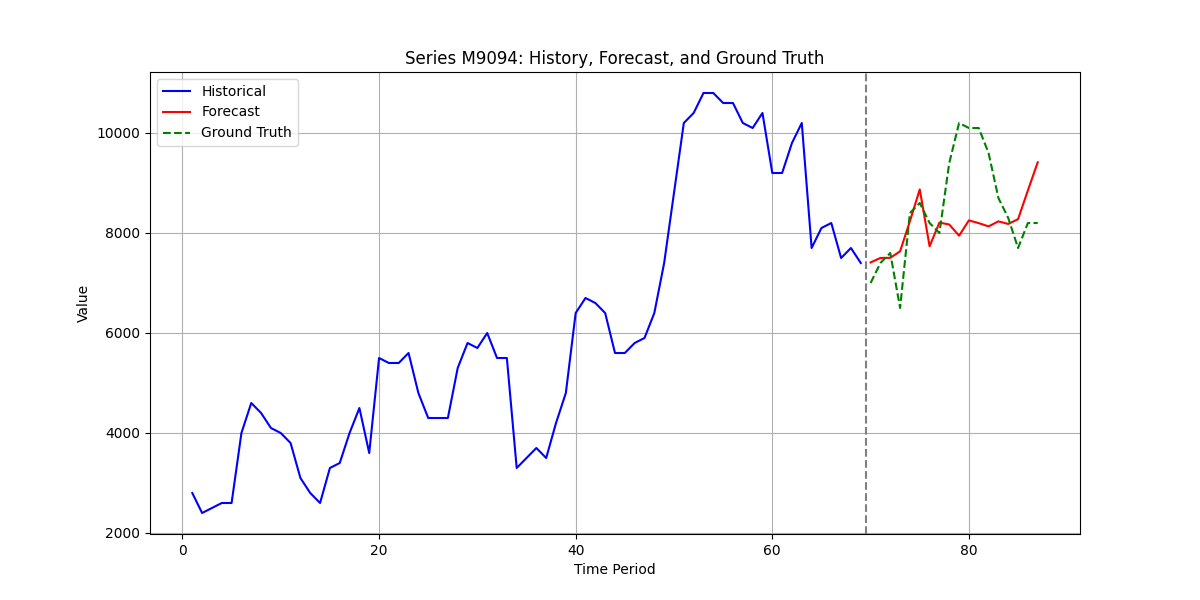 Series M9094: History, Forecast, and Ground Truth
Historical
Forecast
Ground Truth
Value
10000
8000
6000
4000
2000
0 20 40 60 80
Time Period